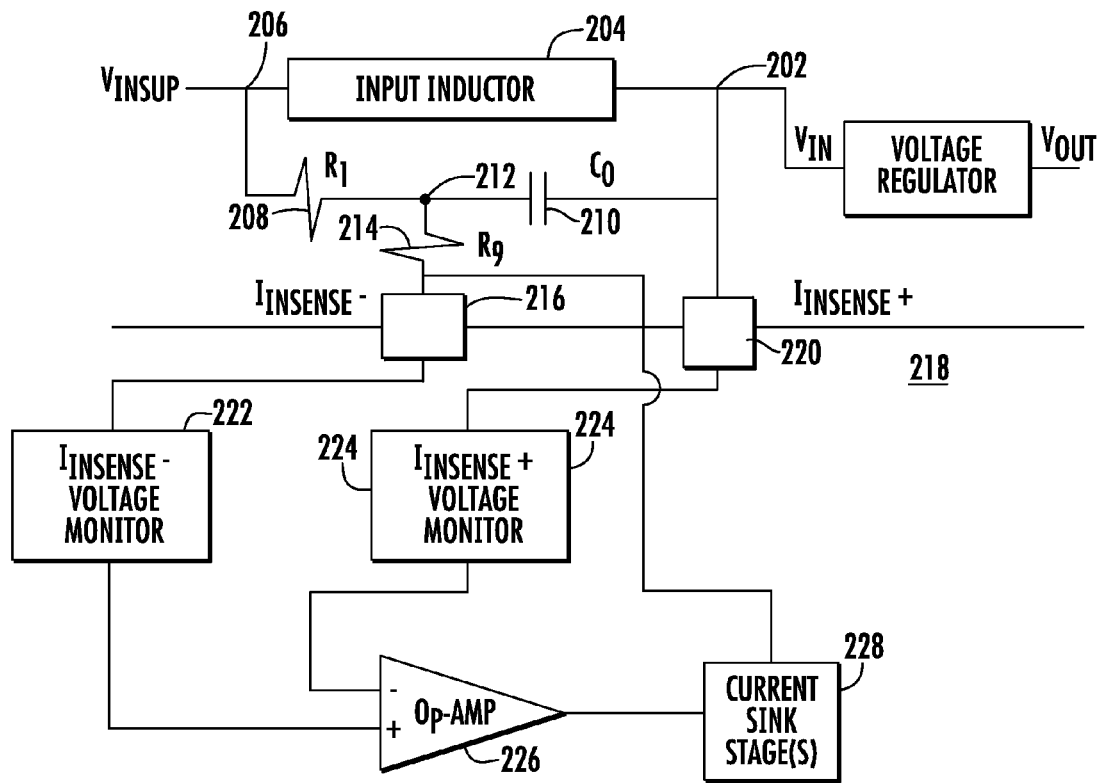 206
204
202
VINSUP
INPUT INDUCTOR
VIN
VOLTAGE
REGULATOR
VOUT
R1
212
C0
208
214
210
R9
IINSENSE -
216
IINSENSE +
220
218
222
224
224
IINSENSE -
VOLTAGE
MONITOR
IINSENSE +
VOLTAGE
MONITOR
228
-
OP-AMP
+
226
CURRENT
SINK
STAGE(S)